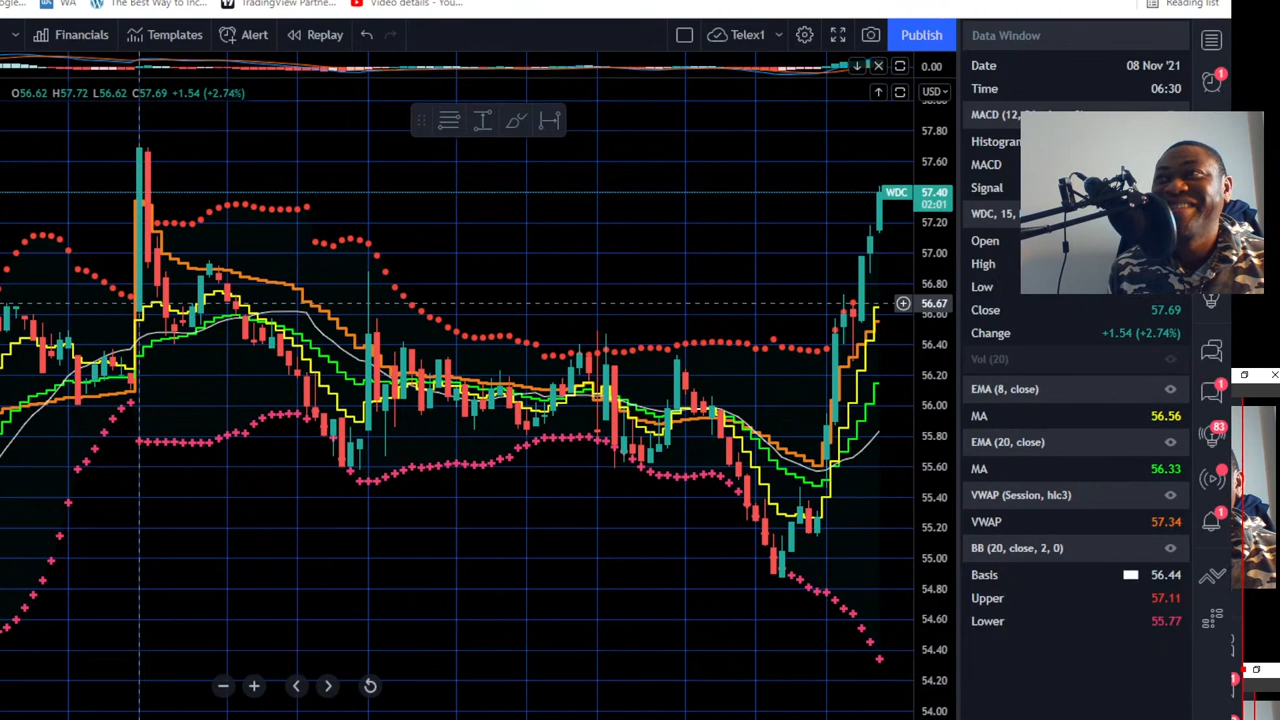 WA
The Best Way to Inc...
TradingView Partne...
Video details - You...
Reading list
Financials
Templates
Alert
Replay
Telex1
Publish
Data Window
0.00
Date 08 Nov '21
Time 06:30
O56.62 H57.72 L56.62 C57.69 +1.54 (+2.74%)
USD
MACD (12,
Histogran
MACD
Signal
WDC, 15,
Open
High
Low
Close 57.69
Change +1.54 (+2.74%)
Vol (20)
EMA (8, close)
MA 56.56
EMA (20, close)
MA 56.33
VWAP (Session, hlc3)
VWAP 57.34
BB (20, close, 2, 0)
Basis 56.44
Upper 57.11
Lower 55.77
57.80
57.60
WDC 57.40
02:01
57.20
57.00
56.80
56.67
56.60
56.40
56.20
56.00
55.80
55.60
55.40
55.20
55.00
54.80
54.60
54.40
54.20
54.00
1
1
83
1